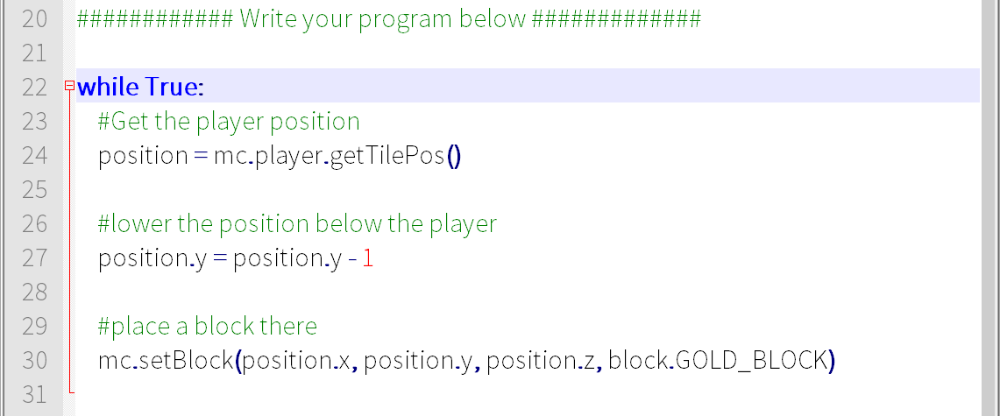 20 ############ Write your program below #############
21
22 while True:
23 #Get the player position
24 position = mc.player.getTilePos()
25
26 #lower the position below the player
27 position.y = position.y - 1
28
29 #place a block there
30 mc.setBlock(position.x, position.y, position.z, block.GOLD_BLOCK)
31